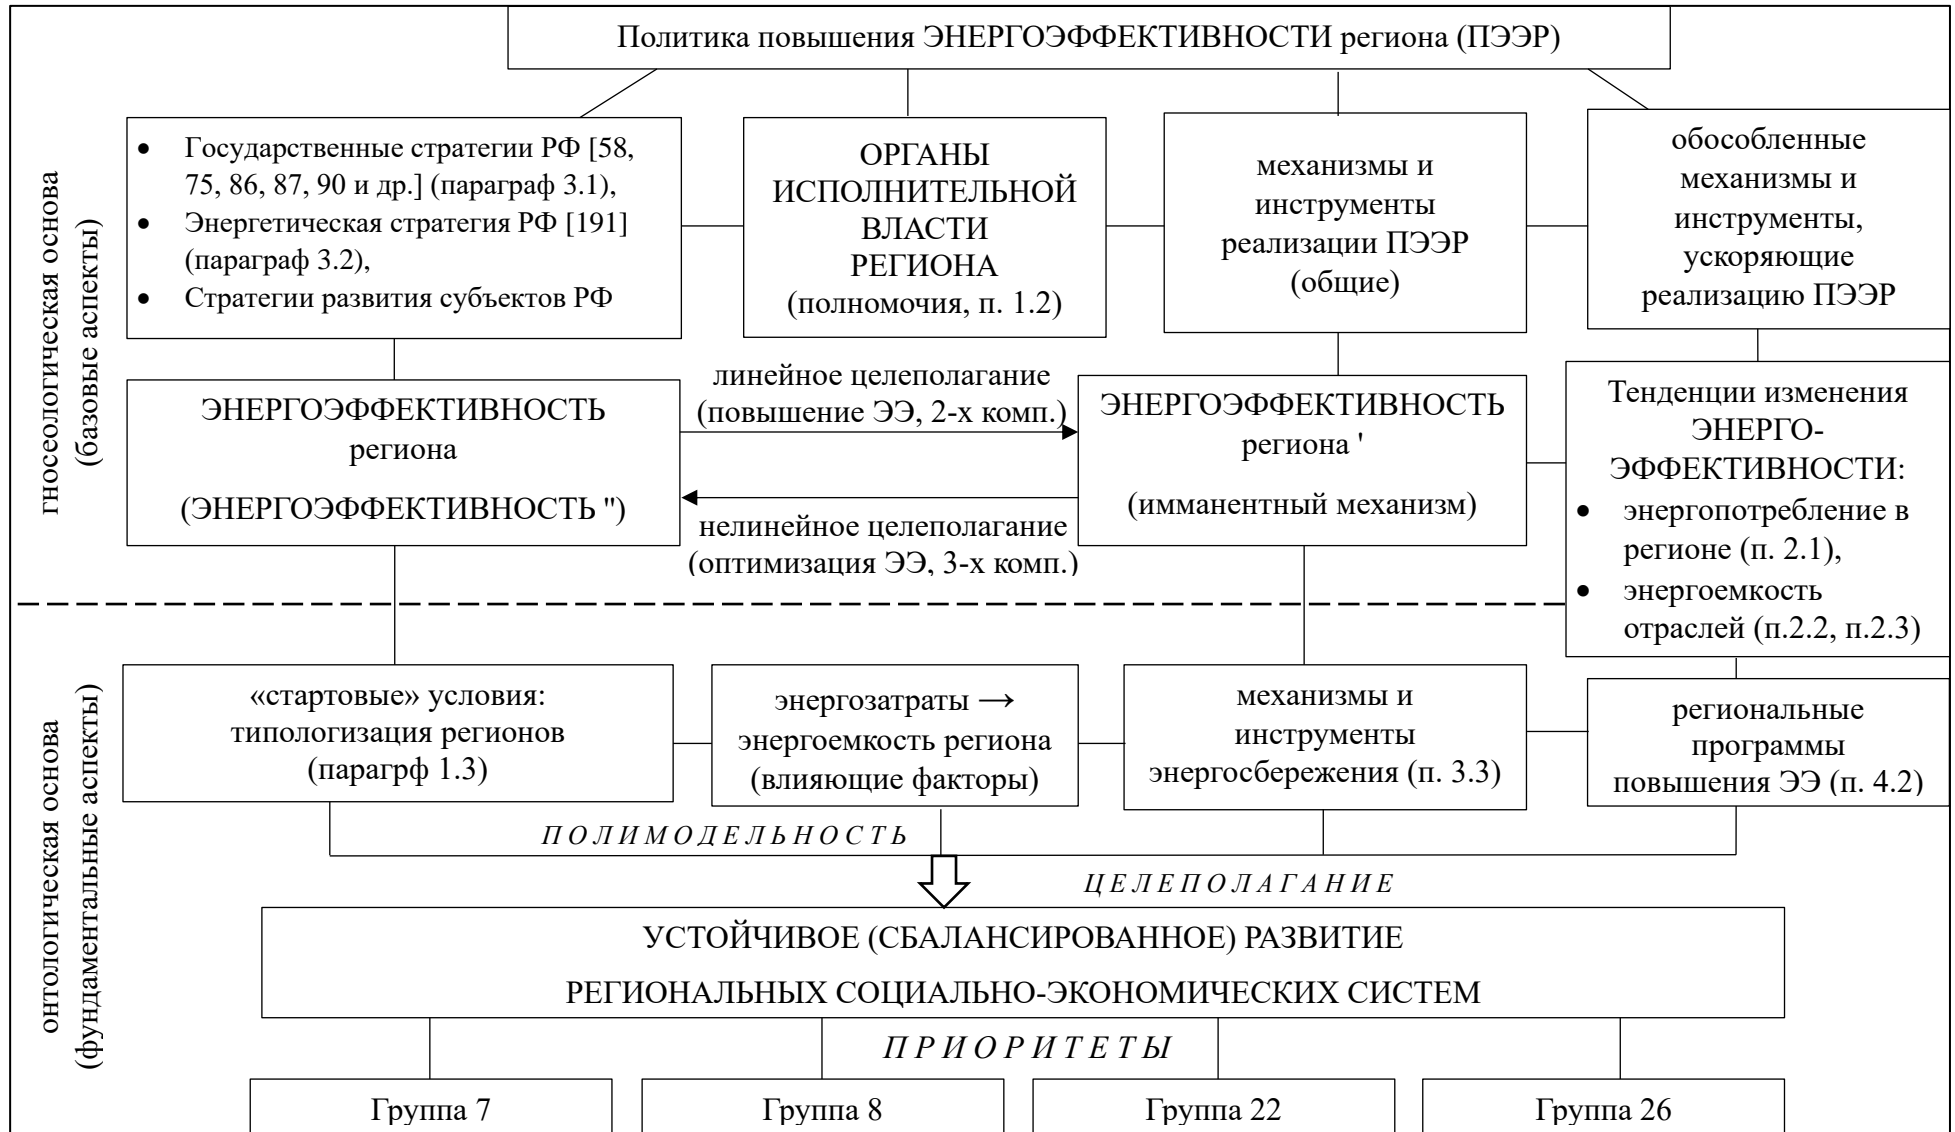 Политика повышения ЭНЕРГОЭФФЕКТИВНОСТИ региона (ПЭЭР)
гносеологическая основа
(базовые аспекты)
• Государственные стратегии РФ [58,
75, 86, 87, 90 и др.] (параграф 3.1),
• Энергетическая стратегия РФ [191]
(параграф 3.2),
• Стратегии развития субъектов РФ
ОРГАНЫ
ИСПОЛНИТЕЛЬНОЙ
ВЛАСТИ
РЕГИОНА
(полномочия, п. 1.2)
механизмы и
инструменты
реализации ПЭЭР
(общие)
обособленные
механизмы и
инструменты,
ускоряющие
реализацию ПЭЭР
ЭНЕРГОЭФФЕКТИВНОСТЬ
региона
(ЭНЕРГОЭФФЕКТИВНОСТЬ ")
линейное целеполагание
(повышение ЭЭ, 2-х комп.)
нелинейное целеполагание
(оптимизация ЭЭ, 3-х комп.)
ЭНЕРГОЭФФЕКТИВНОСТЬ
региона '
(имманентный механизм)
Тенденции изменения
ЭНЕРГО-
ЭФФЕКТИВНОСТИ:
• энергопотребление в
регионе (п. 2.1),
• энергоемкость
отраслей (п.2.2, п.2.3)
онтологическая основа
(фундаментальные аспекты)
«стартовые» условия:
типологизация регионов
(парагрф 1.3)
энергозатраты →
энергоемкость региона
(влияющие факторы)
механизмы и
инструменты
энергосбережения (п. 3.3)
региональные
программы
повышения ЭЭ (п. 4.2)
ПОЛИМОДЕЛЬНОСТЬ
ЦЕЛЕПОЛАГАНИЕ
УСТОЙЧИВОЕ (СБАЛАНСИРОВАННОЕ) РАЗВИТИЕ
РЕГИОНАЛЬНЫХ СОЦИАЛЬНО-ЭКОНОМИЧЕСКИХ СИСТЕМ
ПРИОРИТЕТЫ
Группа 7
Группа 8
Группа 22
Группа 26